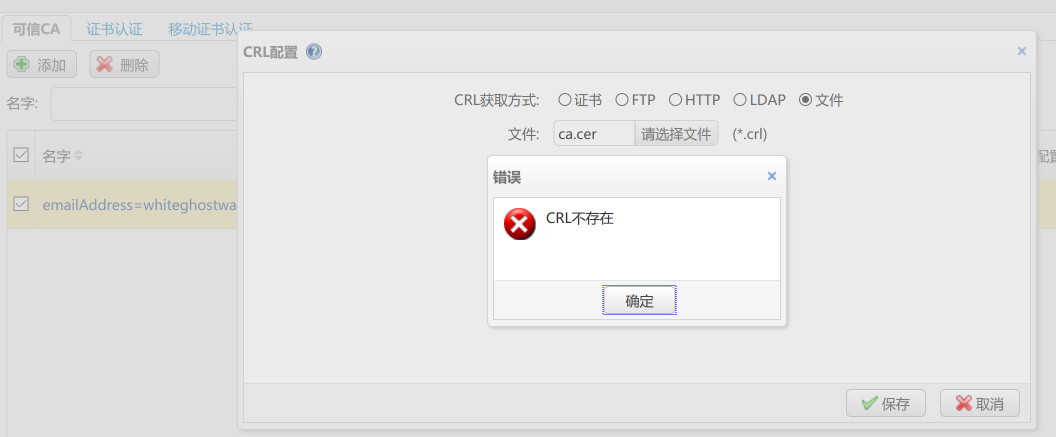 可信CA 证书认证 移动证书认证
CRL配置
添加 删除
CRL获取方式: 证书 FTP HTTP LDAP 文件
名字:
文件: ca.cer 请选择文件 (*.crl)
名字 配置
错误
emailAddress=whiteghostwa
CRL不存在
确定
保存 取消